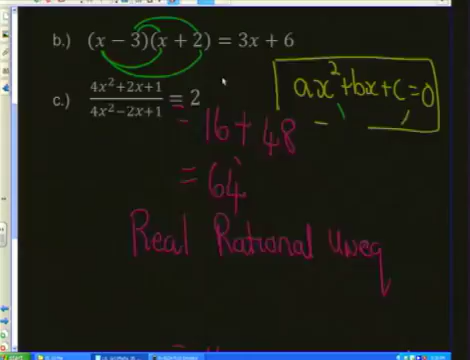 b.) (x − 3)(x + 2) = 3x + 6
ax²+bx+c=0
c.) 4x²+2x+1 / 4x²−2x+1 = 2
= 16 + 48
= 64
Real Rational Uneq